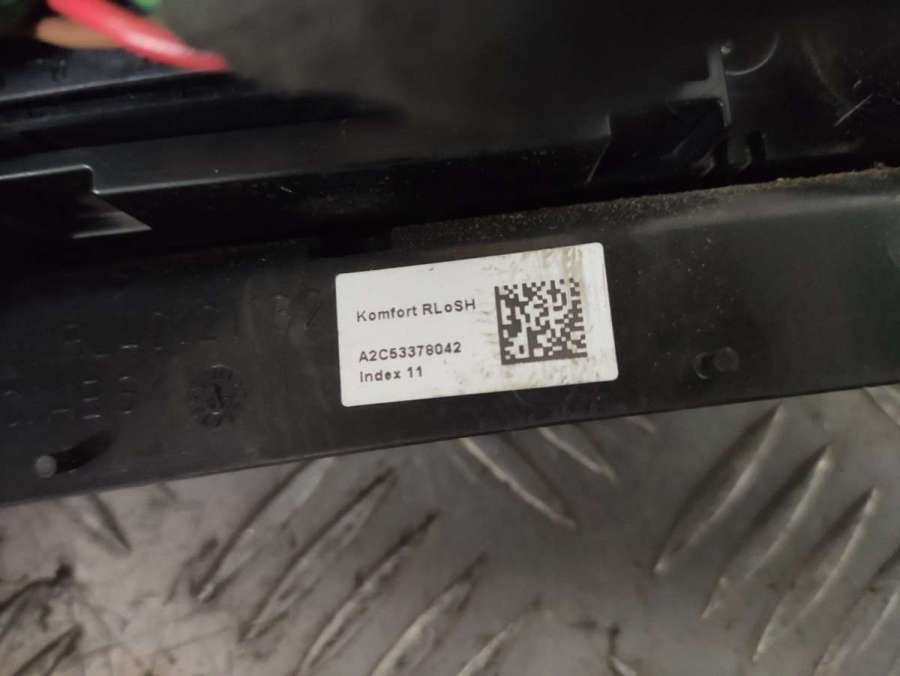 Komfort RLoSH
A2C53378042
Index 11